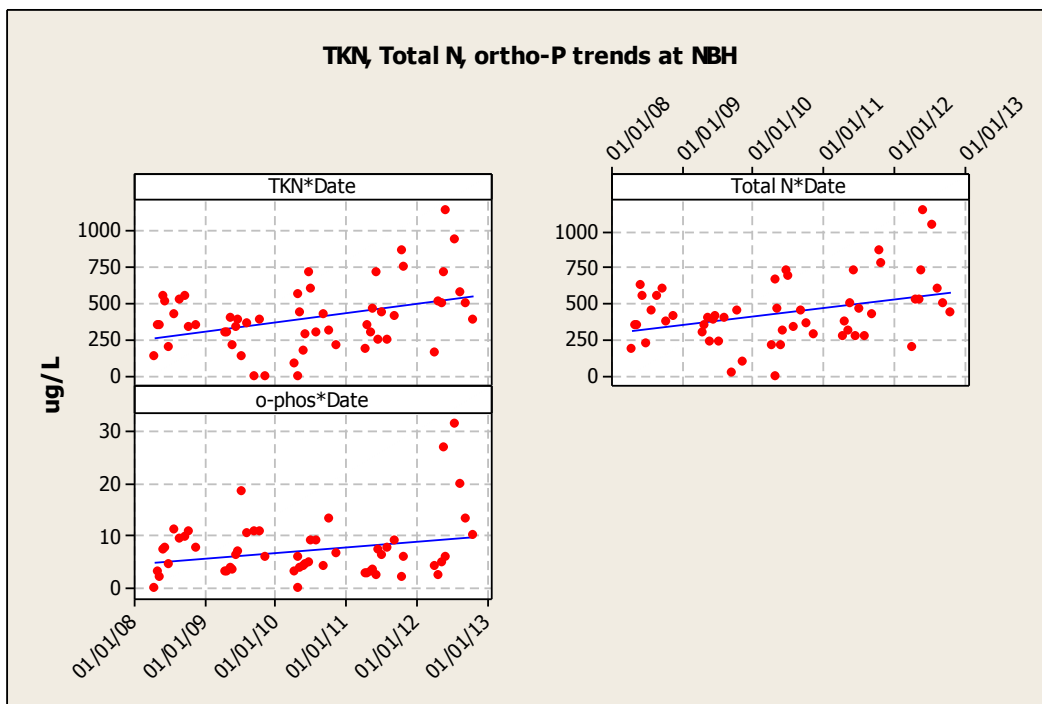 TKN, Total N, ortho-P trends at NBH
01/01/08 01/01/09 01/01/10 01/01/11 01/01/12 01/01/13
TKN*Date
Total N*Date
1000
750
500
250
0
1000
750
500
250
0
ug/L
o-phos*Date
30
20
10
0
01/01/08 01/01/09 01/01/10 01/01/11 01/01/12 01/01/13